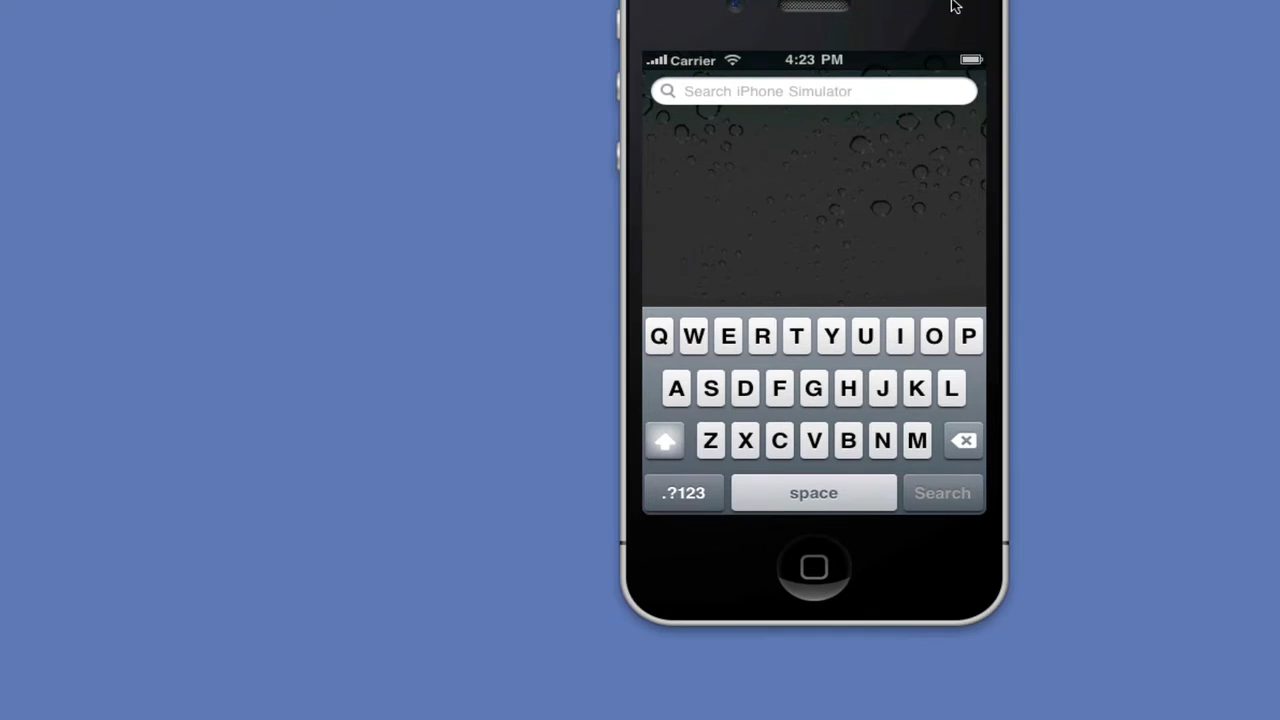 Carrier 4:23 PM
Search iPhone Simulator
Q W E R T Y U I O P
A S D F G H J K L
Z X C V B N M
.?123 space Search